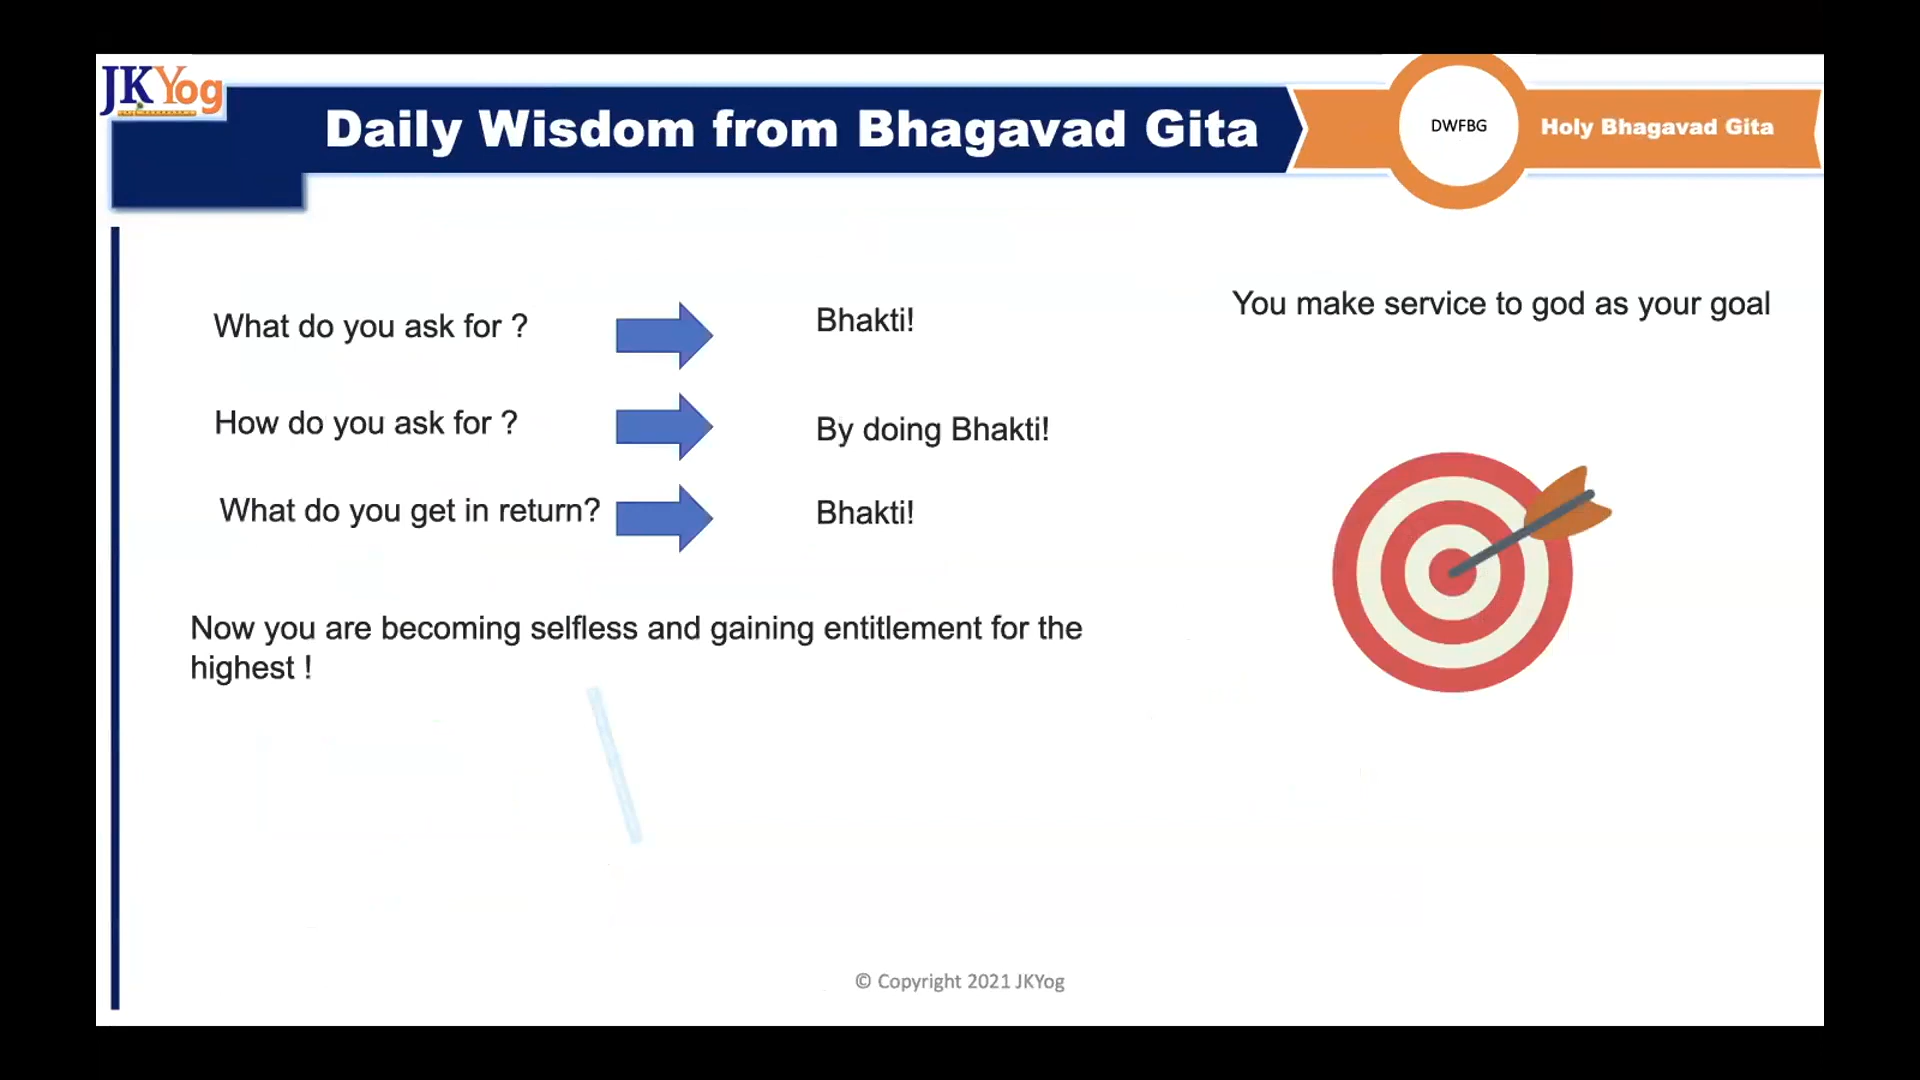 JKYog
Daily Wisdom from Bhagavad Gita
DWFBG
Holy Bhagavad Gita
What do you ask for ?
Bhakti!
You make service to god as your goal
How do you ask for ?
By doing Bhakti!
What do you get in return?
Bhakti!
Now you are becoming selfless and gaining entitlement for the
highest !
© Copyright 2021 JKYog